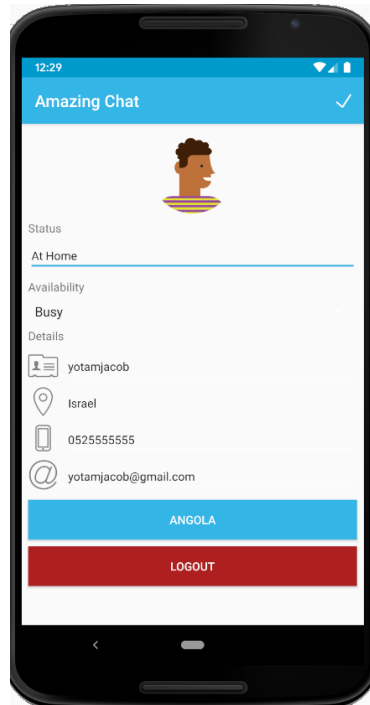 12:29
Amazing Chat
Status
At Home
Availability
Busy
Details
yotamjacob
Israel
0525555555
yotamjacob@gmail.com
ANGOLA
LOGOUT